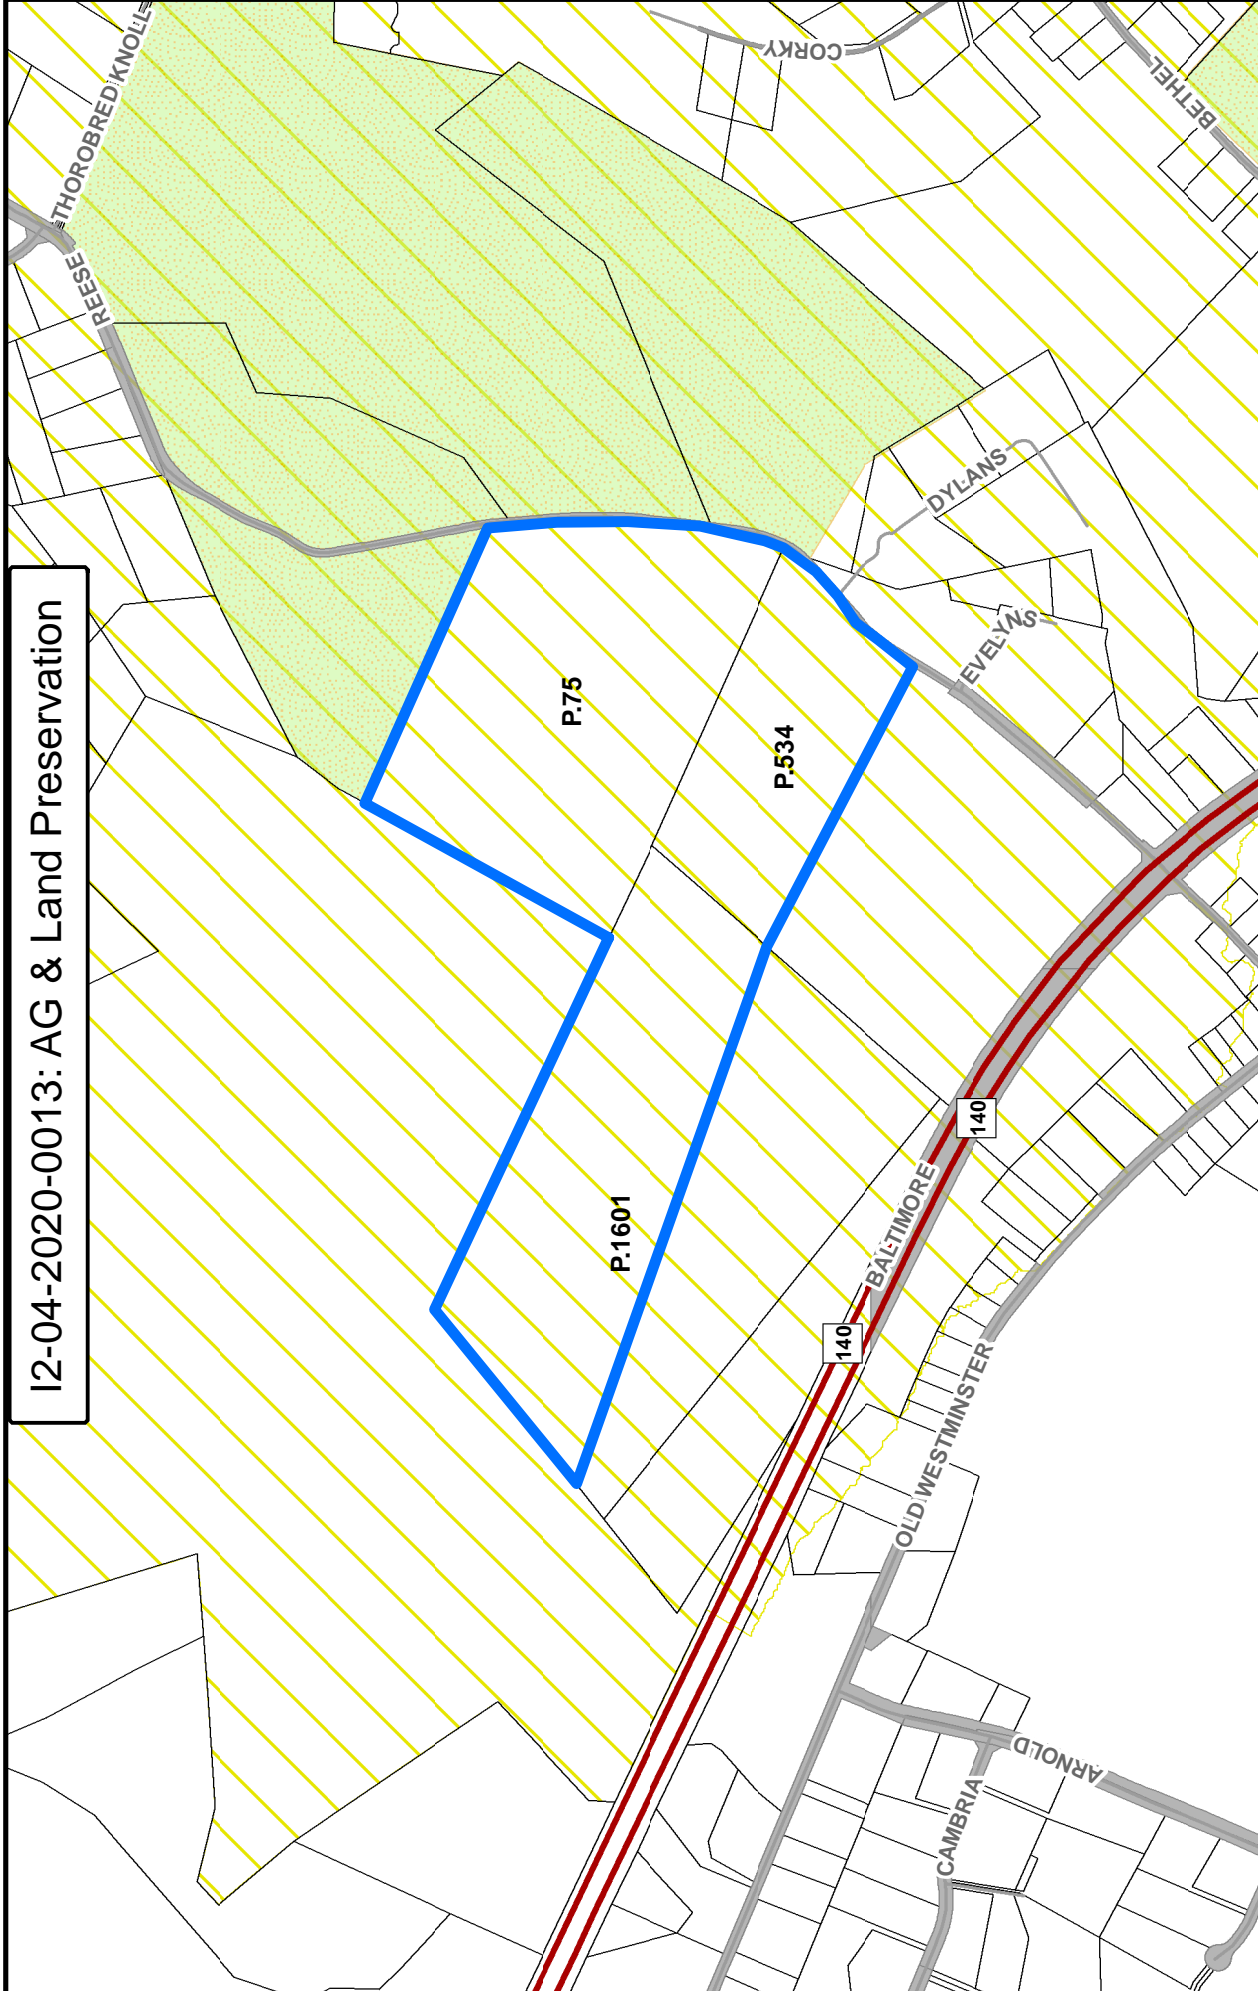 I2-04-2020-0013: AG & Land Preservation
THOROBRED KNOLL
REESE
CORKY
BETHEL
DYLANS
EVELYNS
P.75
P.534
P.1601
BALTIMORE
140
140
OLD WESTMINSTER
ARNOLD
CAMBRIA